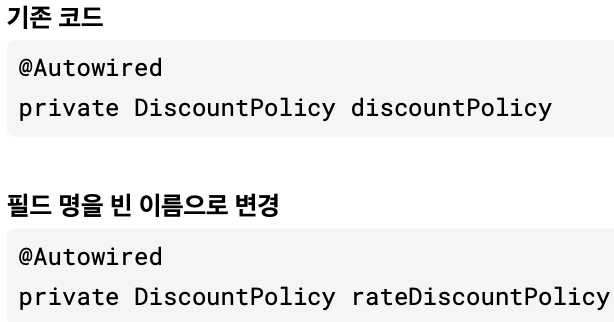 기존 코드
@Autowired
private DiscountPolicy discountPolicy
필드 명을 빈 이름으로 변경
@Autowired
private DiscountPolicy rateDiscountPolicy